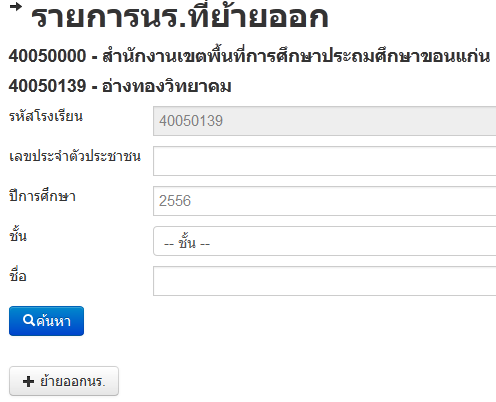 รายการนร.ที่ย้ายออก
40050000 - สำนักงานเขตพื้นที่การศึกษาประถมศึกษาขอนแก่น
40050139 - อ่างทองวิทยาคม
รหัสโรงเรียน 40050139
เลขประจำตัวประชาชน
ปีการศึกษา 2556
ชั้น -- ชั้น --
ชื่อ
ค้นหา
ย้ายออกนร.